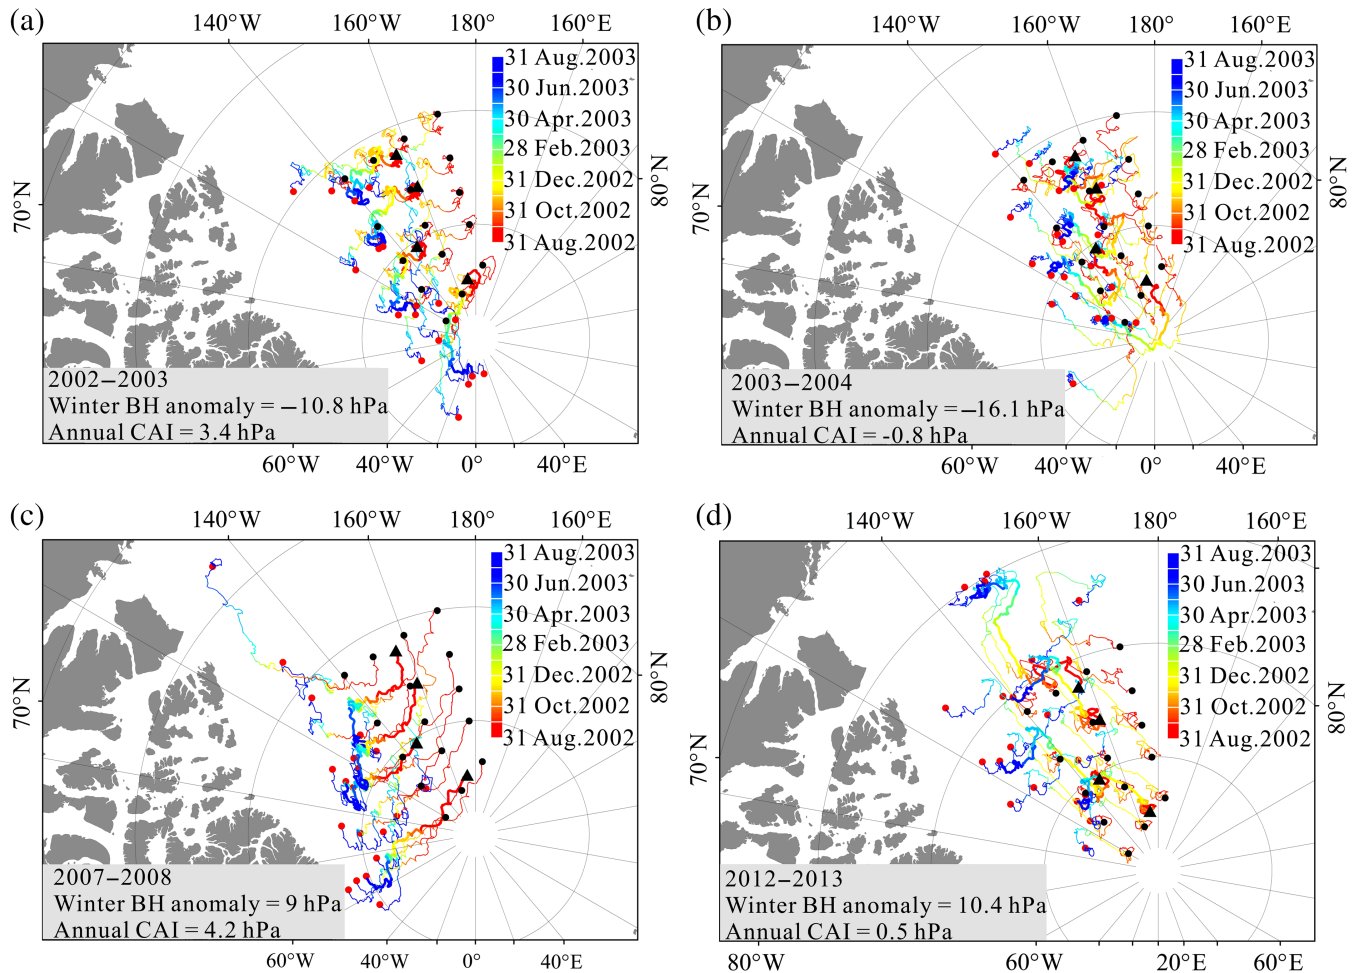 (a)
140°W 160°W 180° 160°E
31 Aug.2003
30 Jun.2003
30 Apr.2003
28 Feb.2003
31 Dec.2002
31 Oct.2002
31 Aug.2002
70°N
80°N
2002–2003
Winter BH anomaly = –10.8 hPa
Annual CAI = 3.4 hPa
60°W 40°W 0° 40°E
(b)
140°W 160°W 180° 160°E
31 Aug.2003
30 Jun.2003
30 Apr.2003
28 Feb.2003
31 Dec.2002
31 Oct.2002
31 Aug.2002
70°N
80°N
2003–2004
Winter BH anomaly = –16.1 hPa
Annual CAI = -0.8 hPa
60°W 40°W 0° 40°E
(c)
140°W 160°W 180° 160°E
31 Aug.2003
30 Jun.2003
30 Apr.2003
28 Feb.2003
31 Dec.2002
31 Oct.2002
31 Aug.2002
70°N
80°N
2007–2008
Winter BH anomaly = 9 hPa
Annual CAI = 4.2 hPa
60°W 40°W 0° 40°E
(d)
140°W 160°W 180° 160°E
31 Aug.2003
30 Jun.2003
30 Apr.2003
28 Feb.2003
31 Dec.2002
31 Oct.2002
31 Aug.2002
70°N
80°N
2012–2013
Winter BH anomaly = 10.4 hPa
Annual CAI = 0.5 hPa
80°W 60°W 20°E 60°E